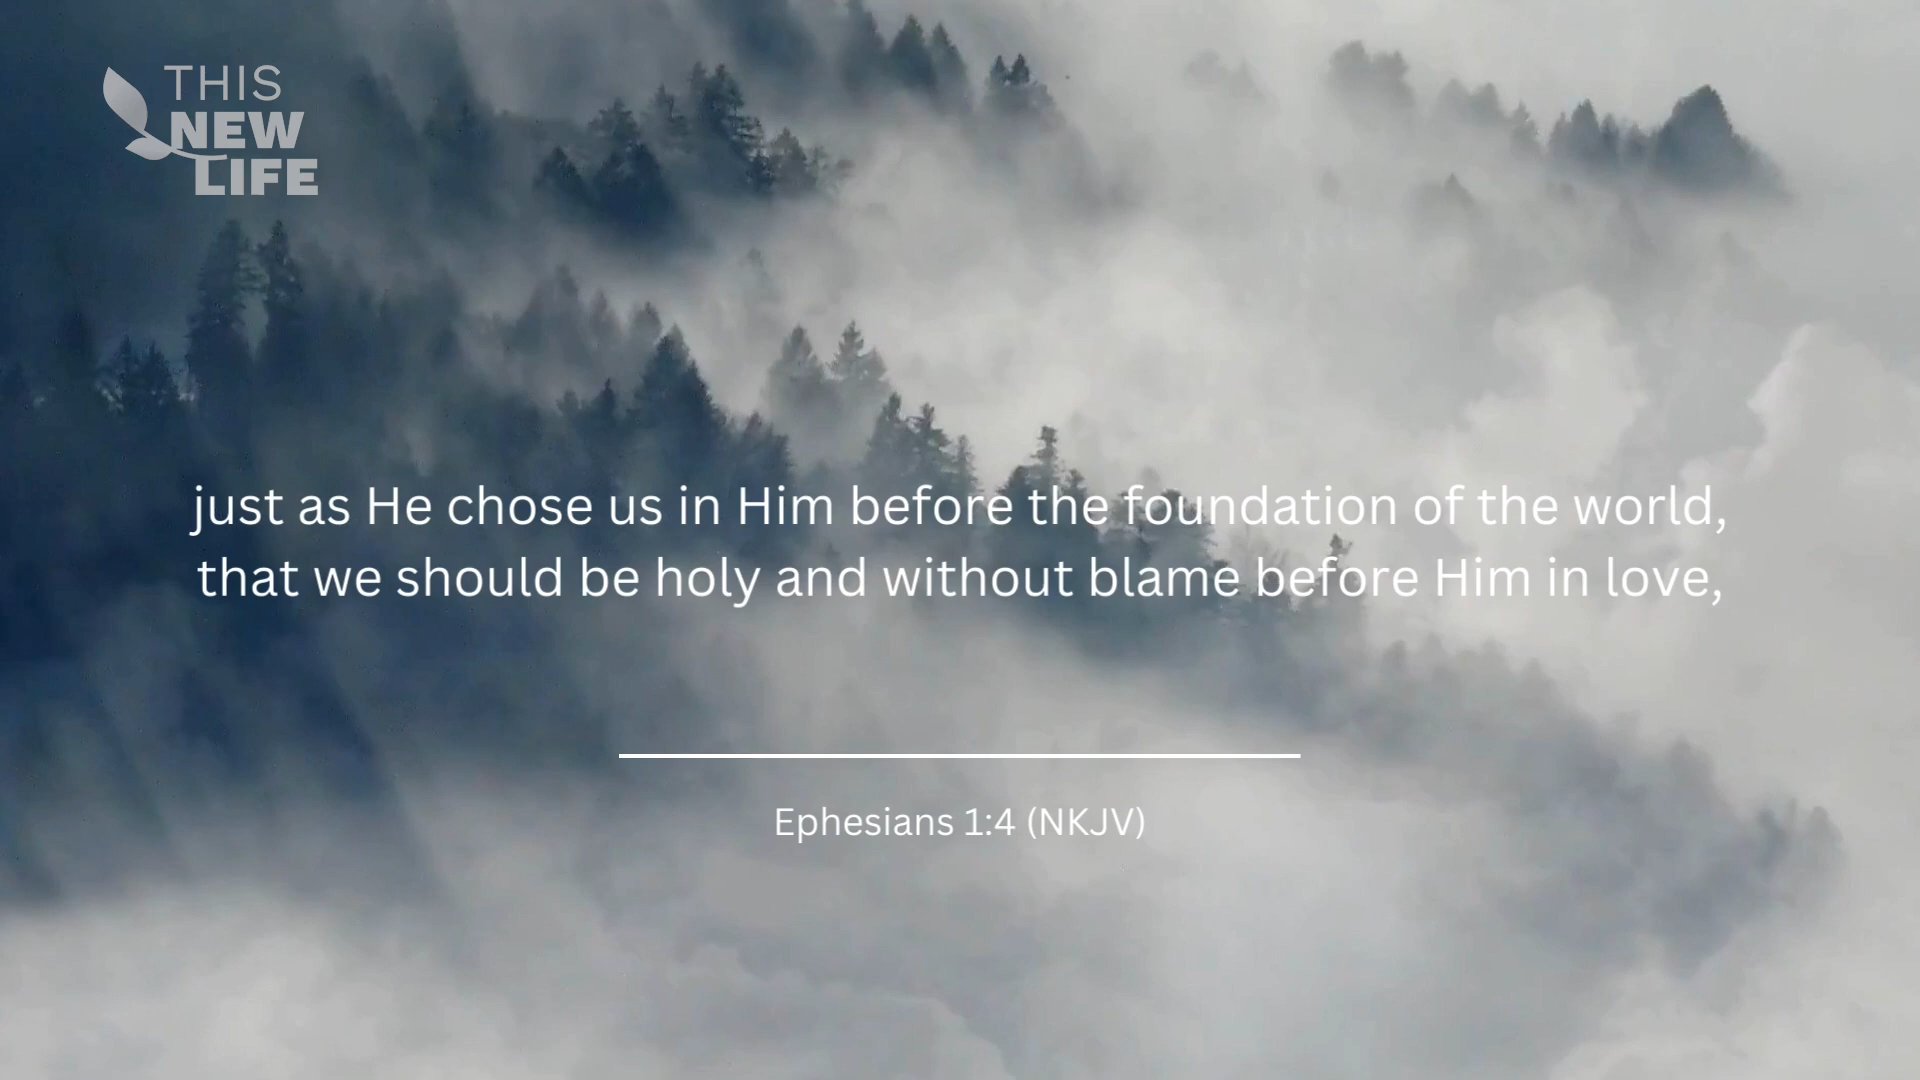 THIS
NEW
LIFE
just as He chose us in Him before the foundation of the world,
that we should be holy and without blame before Him in love,
Ephesians 1:4 (NKJV)